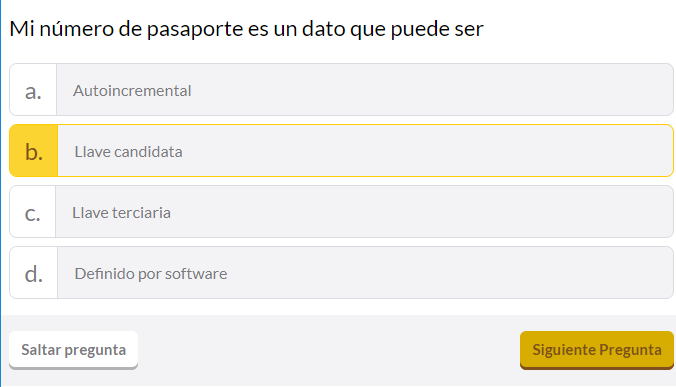 Mi número de pasaporte es un dato que puede ser
a. Autoincremental
b. Llave candidata
c. Llave terciaria
d. Definido por software
Saltar pregunta Siguiente Pregunta